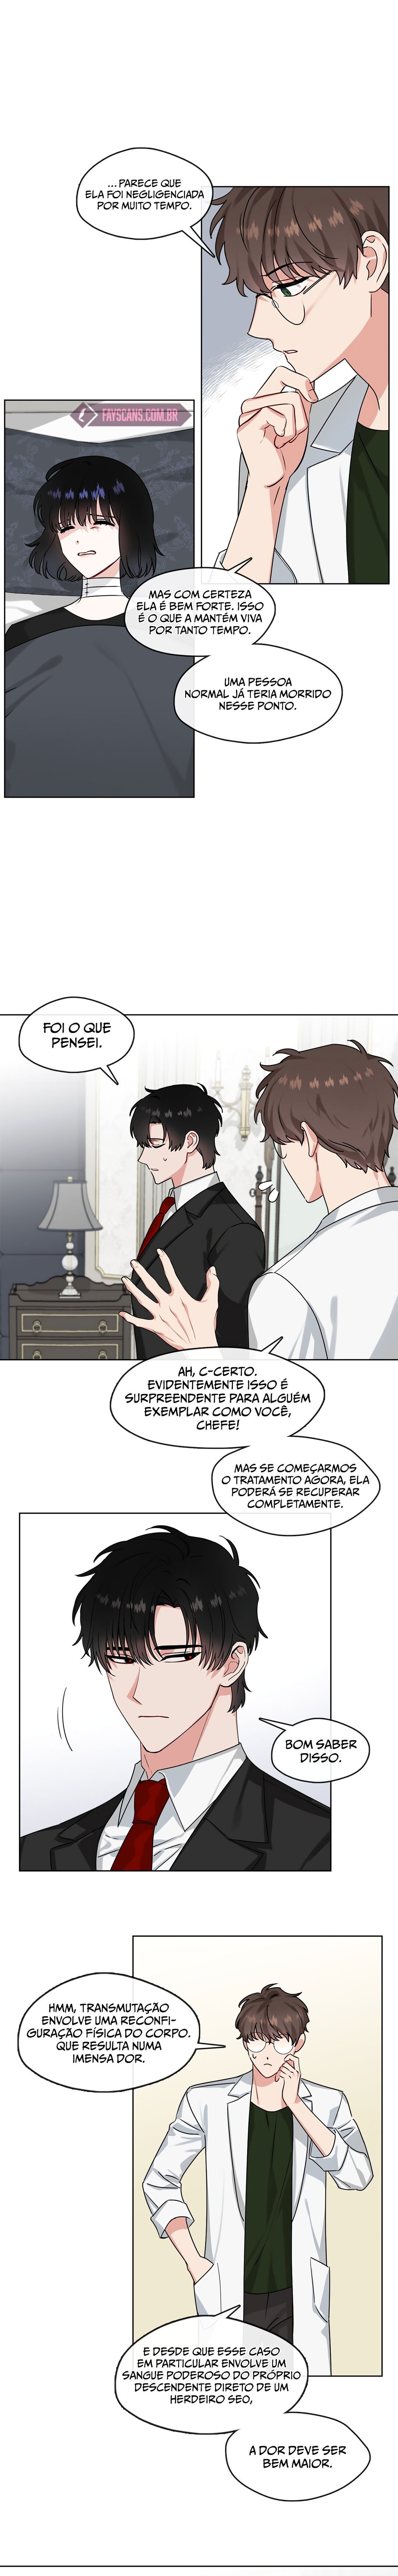 ...PARECE QUE
ELA FOI NEGLIGENCIADA
POR MUITO TEMPO.
FAYSCANS.COM.BR
MAS COM CERTEZA
ELA É BEM FORTE. ISSO
É O QUE A MANTÉM VIVA
POR TANTO TEMPO.
UMA PESSOA
NORMAL JÁ TERIA MORRIDO
NESSE PONTO.
FOI O QUE
PENSEI.
AH, C-CERTO.
EVIDENTEMENTE ISSO É
SURPREENDENTE PARA ALGUÉM
EXEMPLAR COMO VOCÊ,
CHEFE!
MAS SE COMEÇARMOS
O TRATAMENTO AGORA, ELA
PODERÁ SE RECUPERAR
COMPLETAMENTE.
BOM SABER
DISSO.
HMM, TRANSMUTAÇÃO
ENVOLVE UMA RECONFI-
GURAÇÃO FÍSICA DO CORPO.
QUE RESULTA NUMA
IMENSA DOR.
E DESDE QUE ESSE CASO
EM PARTICULAR ENVOLVE UM
SANGUE PODEROSO DO PRÓPRIO
DESCENDENTE DIRETO DE UM
HERDEIRO SEO,
A DOR DEVE SER
BEM MAIOR.